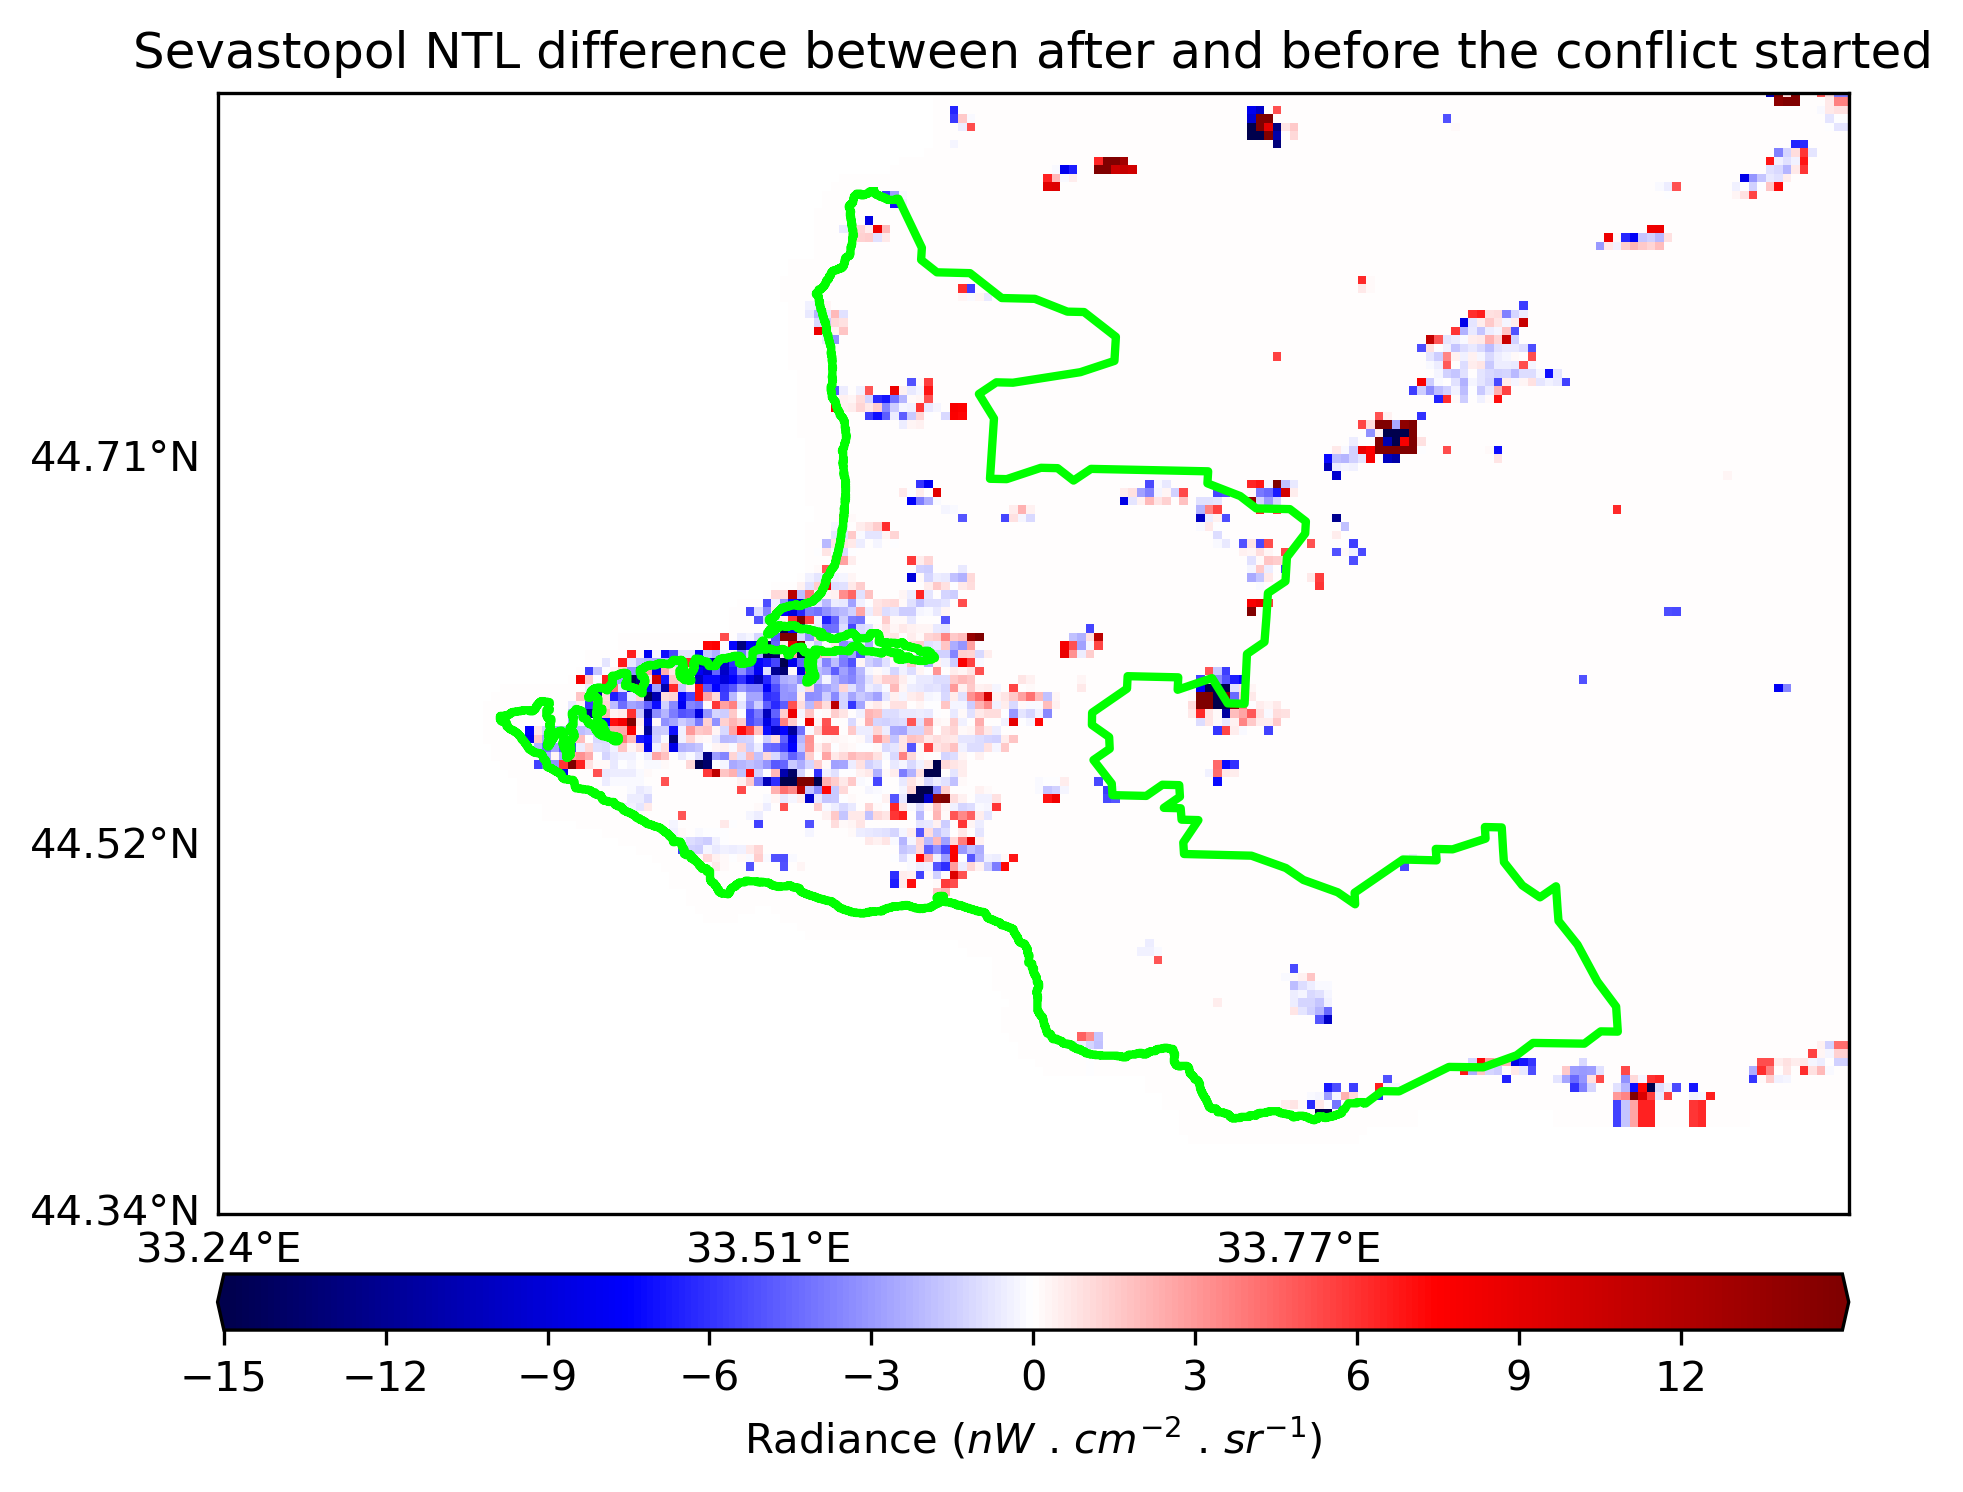 Sevastopol NTL difference between after and before the conflict started
44.71°N
44.52°N
44.34°N
33.24°E 33.51°E 33.77°E
−15 −12 −9 −6 −3 0 3 6 9 12
Radiance (nW . cm⁻² . sr⁻¹)